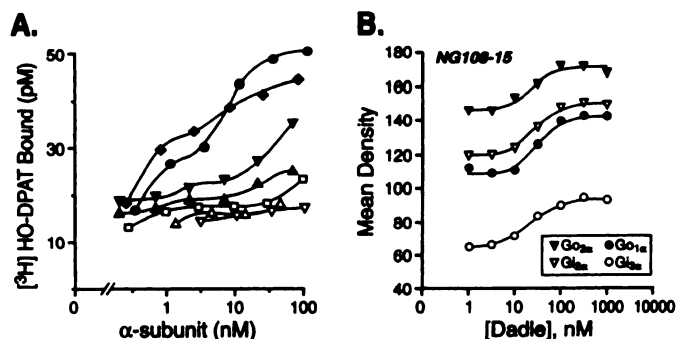 A.
[³H] HO-DPAT Bound (pM)
50
30
10
0
1
10
100
α-subunit (nM)
B.
NG108-15
Mean Density
180
160
140
120
100
80
60
40
0
1
10
100
1000
10000
[Dadle], nM
▼Go₂α ●Go₁α
▽Gi₂α ○Gi₃α